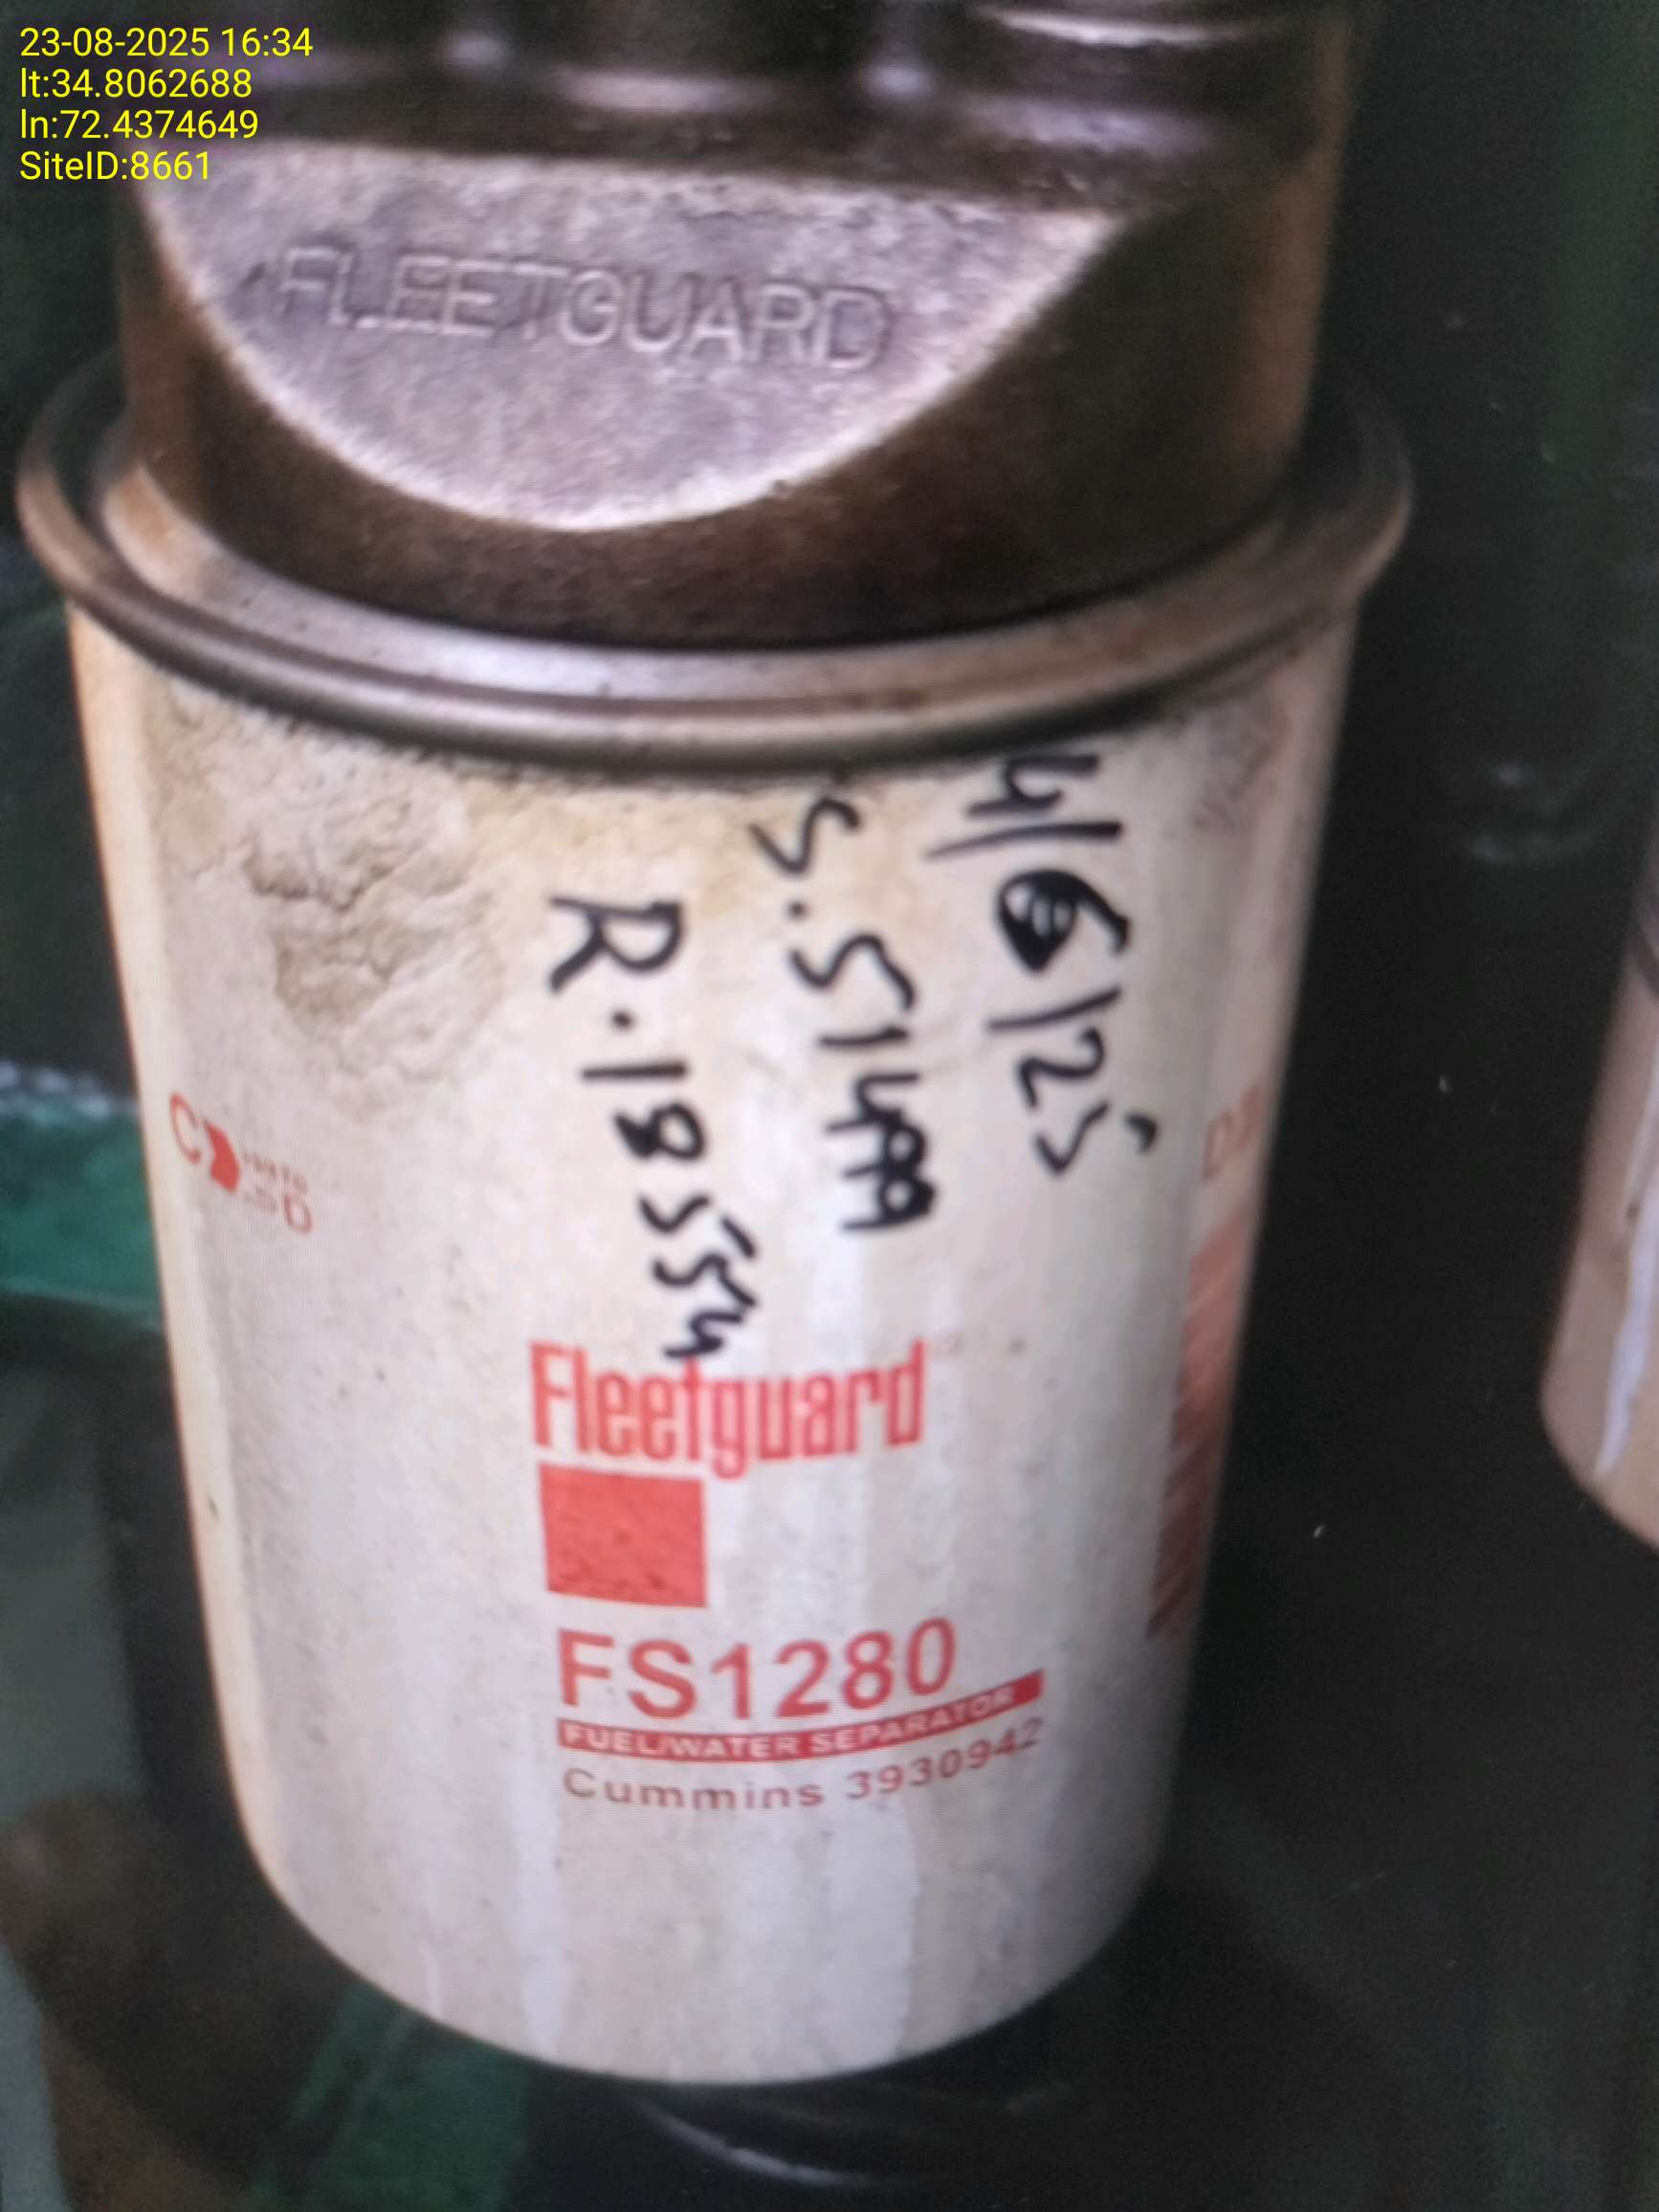 23-08-2025 16:34
lt:34.8062688
ln:72.4374649
SiteID:8661
FLEETGUARD
4/6/25
R.18554
Fleetguard
FS1280
FUEL/WATER SEPARATOR
Cummins 3930942